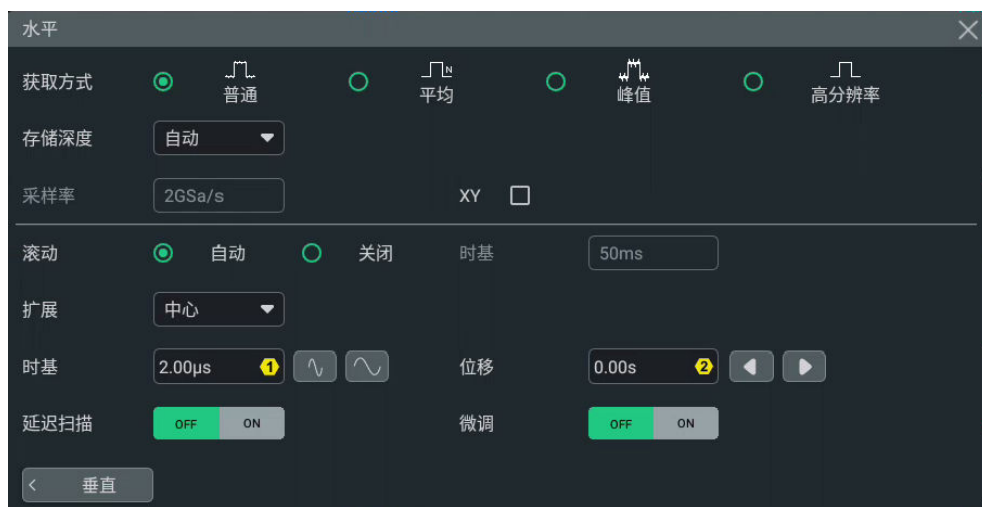 水平
获取方式 普通 N 平均 峰值 高分辨率
存储深度 自动
采样率 2GSa/s XY
滚动 自动 关闭 时基 50ms
扩展 中心
时基 2.00μs 1 位移 0.00s 2
延迟扫描 OFF ON 微调 OFF ON
< 垂直